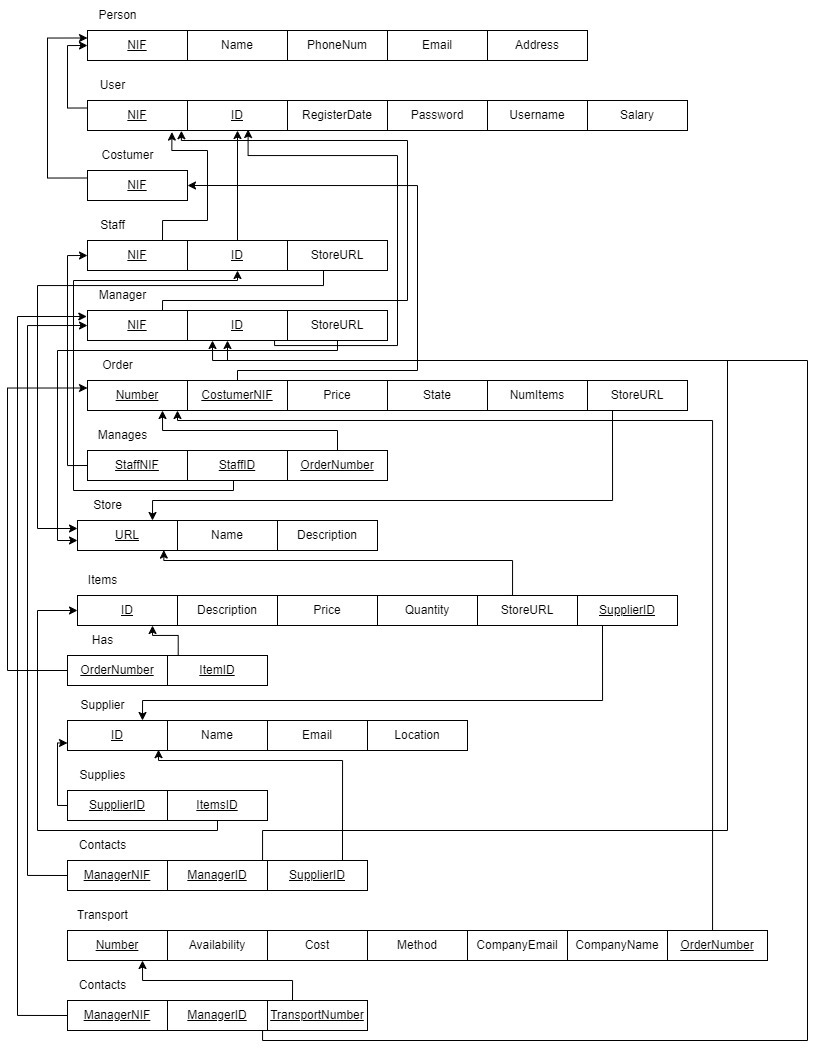 Person
NIF Name PhoneNum Email Address
User
NIF ID RegisterDate Password Username Salary
Costumer
NIF
Staff
NIF ID StoreURL
Manager
NIF ID StoreURL
Order
Number CostumerNIF Price State NumItems StoreURL
Manages
StaffNIF StaffID OrderNumber
Store
URL Name Description
Items
ID Description Price Quantity StoreURL SupplierID
Has
OrderNumber ItemID
Supplier
ID Name Email Location
Supplies
SupplierID ItemsID
Contacts
ManagerNIF ManagerID SupplierID
Transport
Number Availability Cost Method CompanyEmail CompanyName OrderNumber
Contacts
ManagerNIF ManagerID TransportNumber